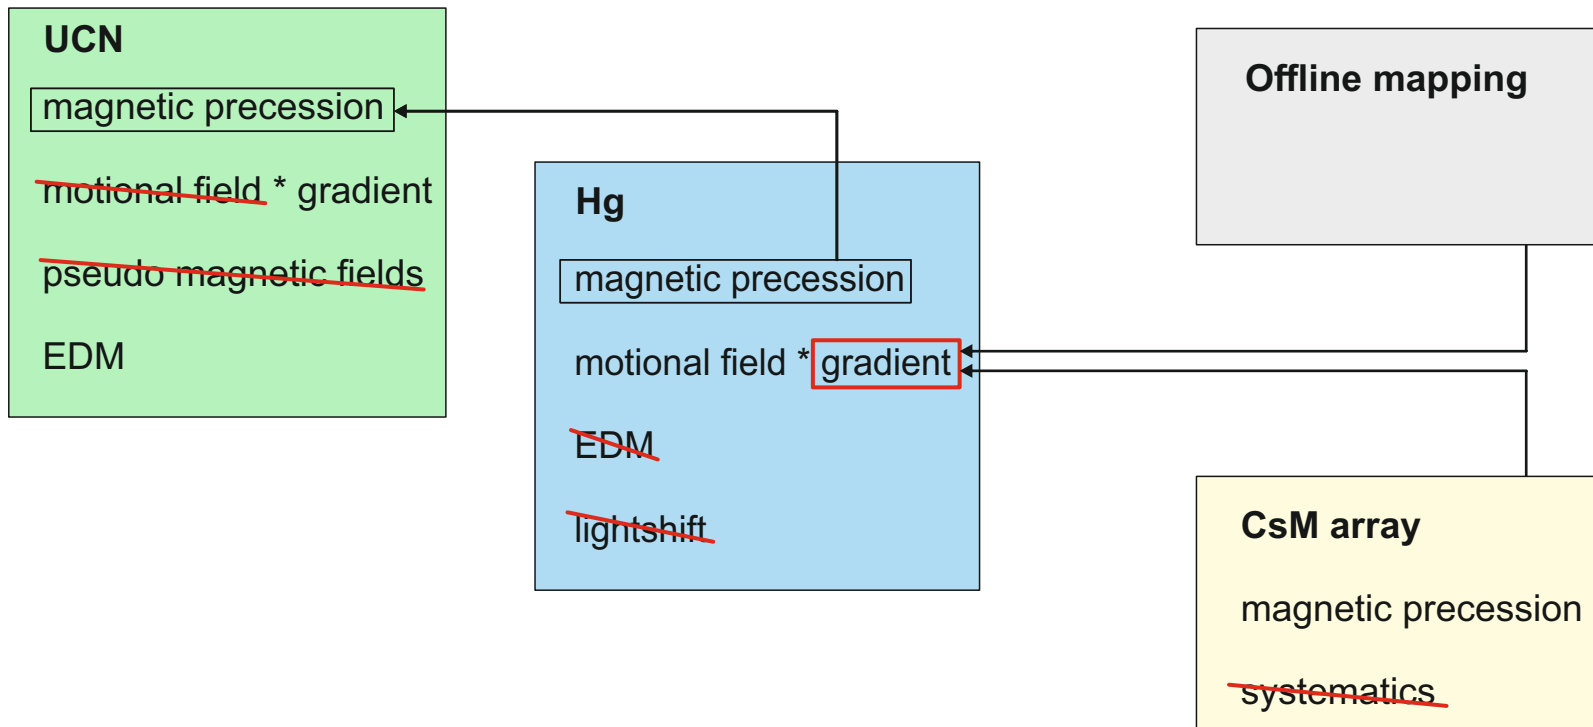 UCN
magnetic precession
motional field * gradient
pseudo magnetic fields
EDM
Hg
magnetic precession
motional field * gradient
EDM
lightshift
Offline mapping
CsM array
magnetic precession
systematics